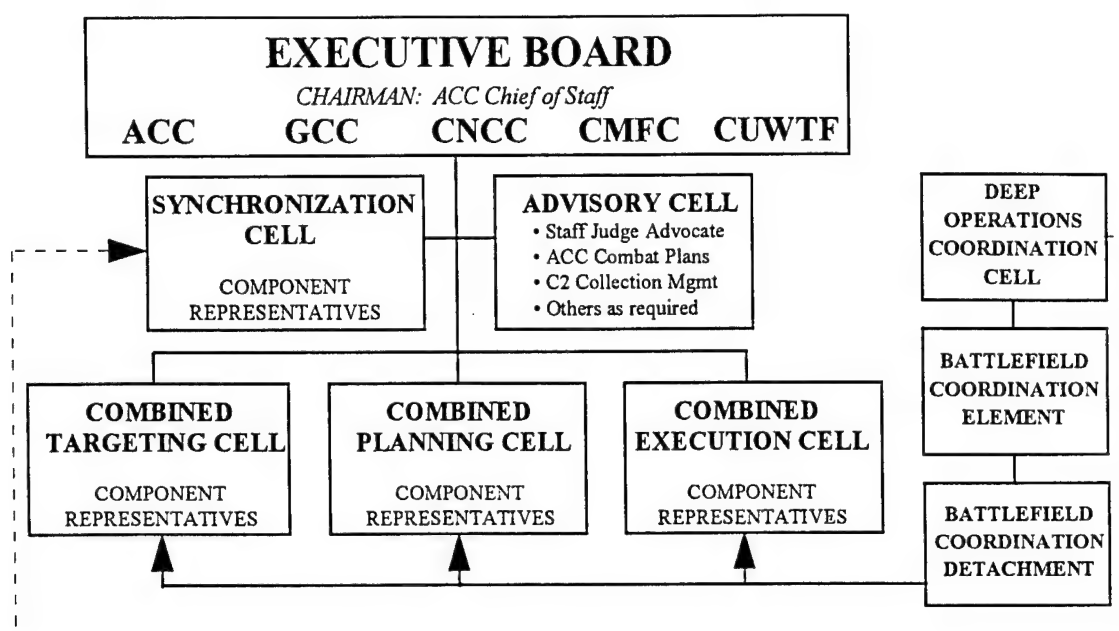 EXECUTIVE BOARD
CHAIRMAN: ACC Chief of Staff
ACC GCC CNCC CMFC CUWTF
SYNCHRONIZATION
CELL
COMPONENT
REPRESENTATIVES
ADVISORY CELL
• Staff Judge Advocate
• ACC Combat Plans
• C2 Collection Mgmt
• Others as required
DEEP
OPERATIONS
COORDINATION
CELL
BATTLEFIELD
COORDINATION
ELEMENT
BATTLEFIELD
COORDINATION
DETACHMENT
COMBINED
TARGETING CELL
COMPONENT
REPRESENTATIVES
COMBINED
PLANNING CELL
COMPONENT
REPRESENTATIVES
COMBINED
EXECUTION CELL
COMPONENT
REPRESENTATIVES